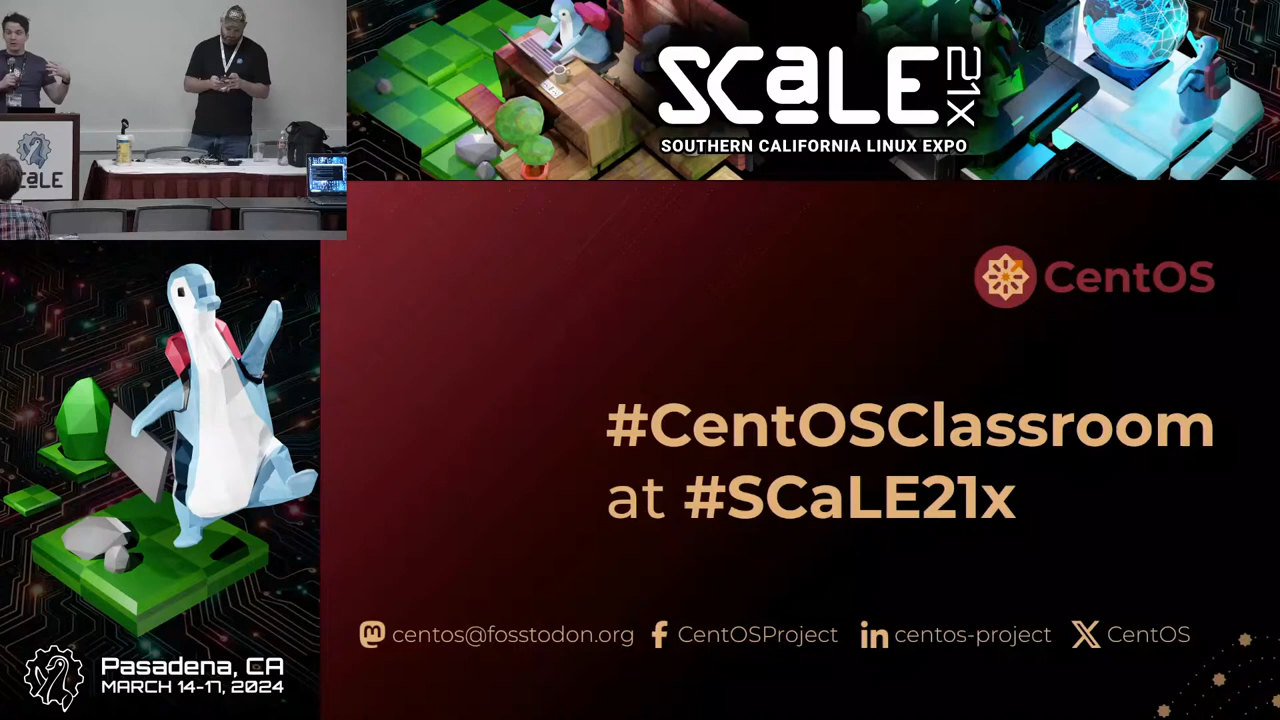 SCaLE 21x
SOUTHERN CALIFORNIA LINUX EXPO
CaLE
CentOS
#CentOSClassroom
at #SCaLE21x
centos@fosstodon.org CentOSProject centos-project CentOS
Pasadena, CA
MARCH 14-17, 2024